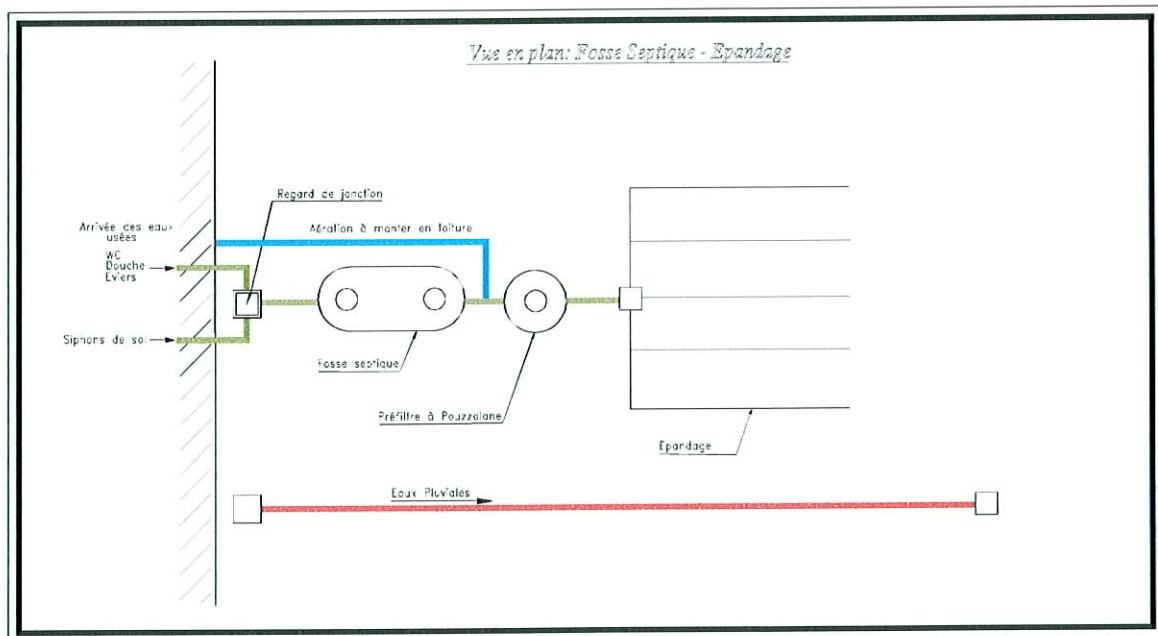 Vue en plan: Fosse Septique - Epandage
Regard de jonction
Arrivée des eaux
usées
Aération à monter en toiture
WC
Douche
Eviers
Siphons de sol
Fosse septique
Préfiltre à Pouzzolane
Epandage
Eaux Pluviales